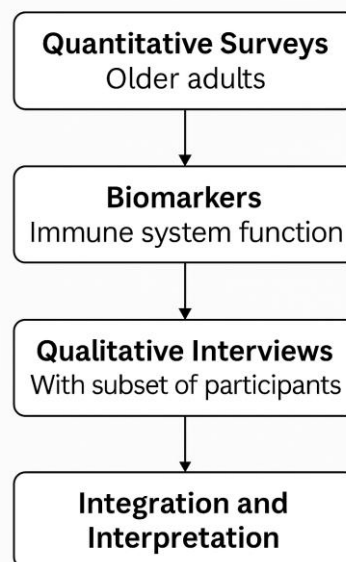 Quantitative Surveys
Older adults
Biomarkers
Immune system function
Qualitative Interviews
With subset of participants
Integration and
Interpretation